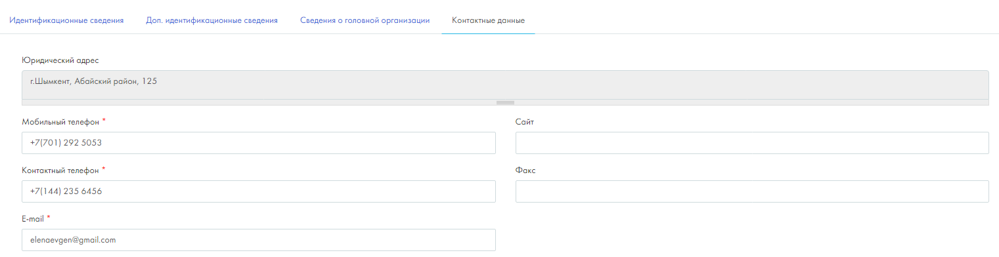 Идентификационные сведения Доп. идентификационные сведения Сведения о головной организации Контактные данные
Юридический адрес
г.Шымкент, Абайский район, 125
Мобильный телефон * Сайт
+7(701) 292 5053
Контактный телефон * Факс
+7(144) 235 6456
E-mail *
elenaevgen@gmail.com